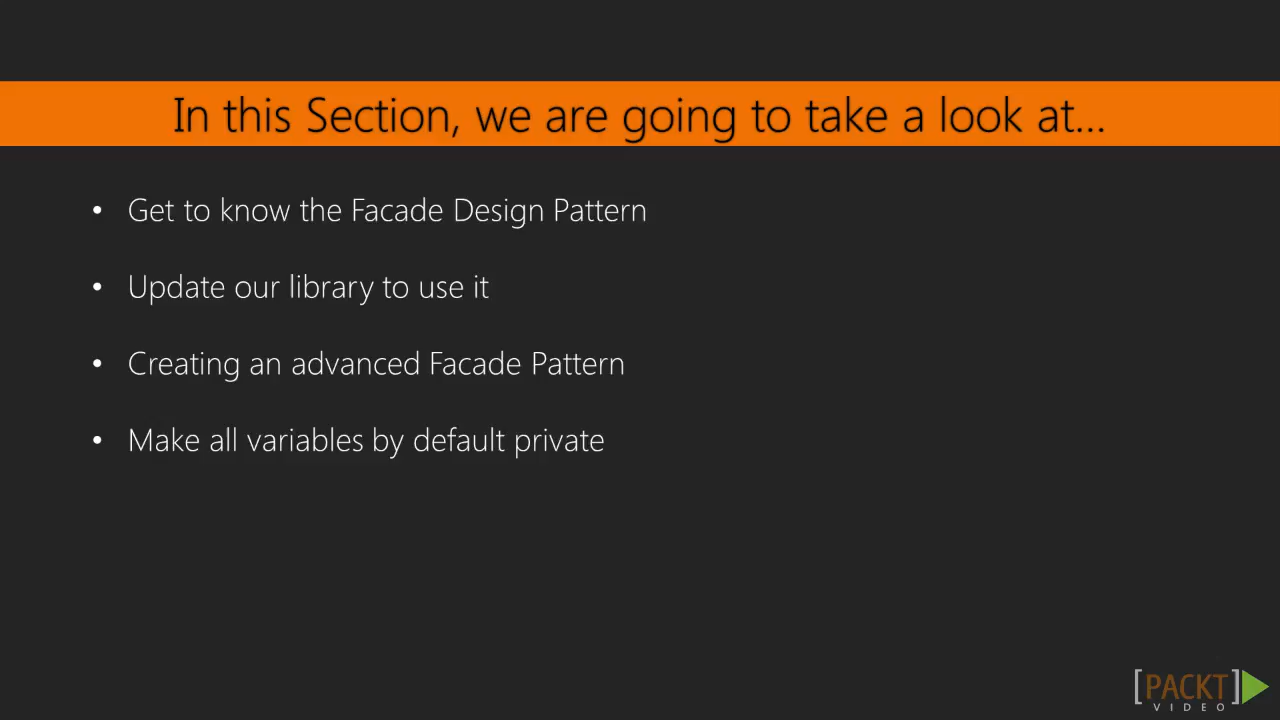 In this Section, we are going to take a look at...
• Get to know the Facade Design Pattern
• Update our library to use it
• Creating an advanced Facade Pattern
• Make all variables by default private
[PACKT]
VIDEO